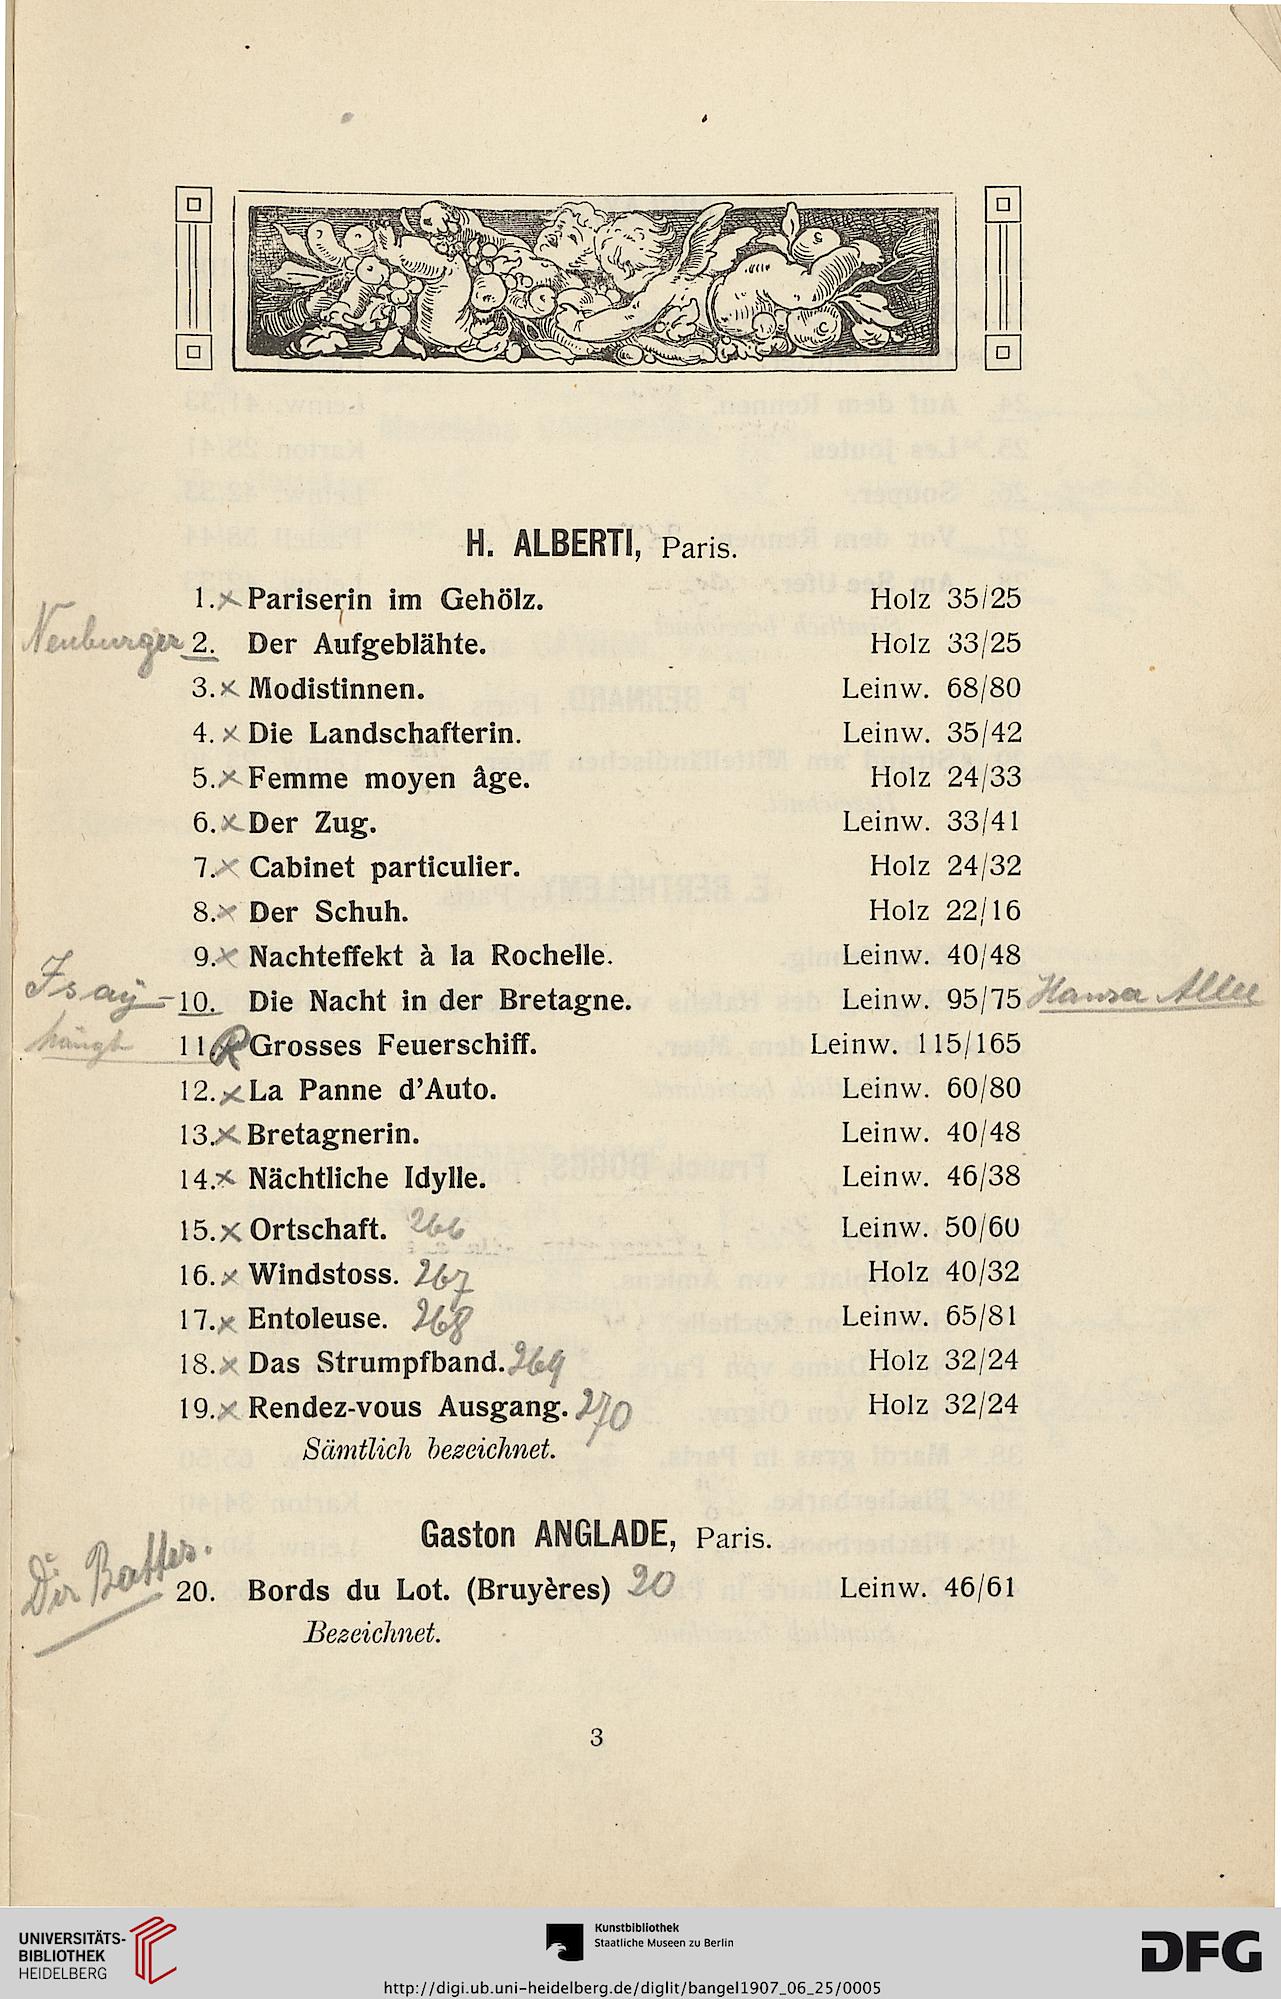 H. ALBERTI, Paris.
1. x Pariserin im Gehölz. Holz 35/25
Neuburger 2. Der Aufgeblähte. Holz 33/25
3. x Modistinnen. Leinw. 68/80
4. x Die Landschafterin. Leinw. 35/42
5. x Femme moyen âge. Holz 24/33
6. x Der Zug. Leinw. 33/41
7. x Cabinet particulier. Holz 24/32
8. x Der Schuh. Holz 22/16
9. x Nachteffekt à la Rochelle. Leinw. 40/48
Isay - 10. Die Nacht in der Bretagne. Leinw. 95/75 Hansa Allee
hängt 11. R Grosses Feuerschiff. Leinw. 115/165
12. x La Panne d'Auto. Leinw. 60/80
13. x Bretagnerin. Leinw. 40/48
14. x Nächtliche Idylle. Leinw. 46/38
15. x Ortschaft. 266 Leinw. 50/60
16. x Windstoss. 267 Holz 40/32
17. x Entoleuse. 268 Leinw. 65/81
18. x Das Strumpfband. 269 Holz 32/24
19. x Rendez-vous Ausgang. 270 Holz 32/24
Sämtlich bezeichnet.
Gaston ANGLADE, Paris.
20. Bords du Lot. (Bruyères) 20 Leinw. 46/61
Bezeichnet.
3
UNIVERSITÄTS-
BIBLIOTHEK
HEIDELBERG
Kunstbibliothek
Staatliche Museen zu Berlin
DFG
http://digi.ub.uni-heidelberg.de/diglit/bangel1907_06_25/0005